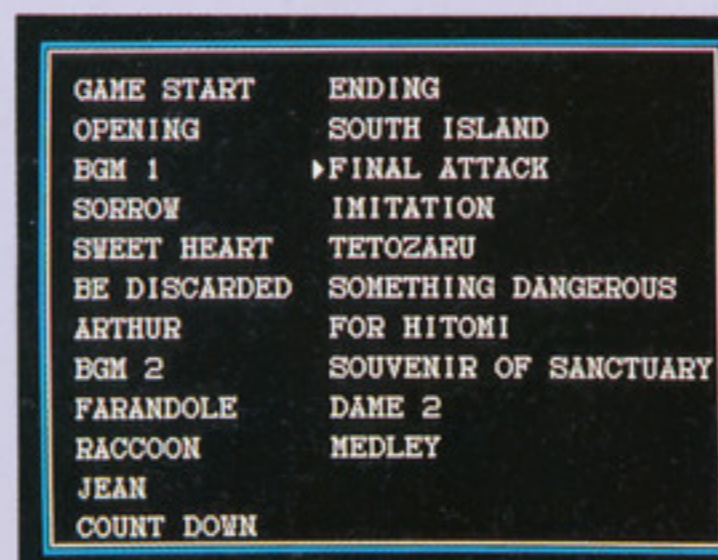 GAME START
OPENING
BGM 1
SORROW
SWEET HEART
BE DISCARDED
ARTHUR
BGM 2
FARANDOLE
RACCOON
JEAN
COUNT DOWN
ENDING
SOUTH ISLAND
▶FINAL ATTACK
IMITATION
TETOZARU
SOMETHING DANGEROUS
FOR HITOMI
SOUVENIR OF SANCTUARY
DAME 2
MEDLEY